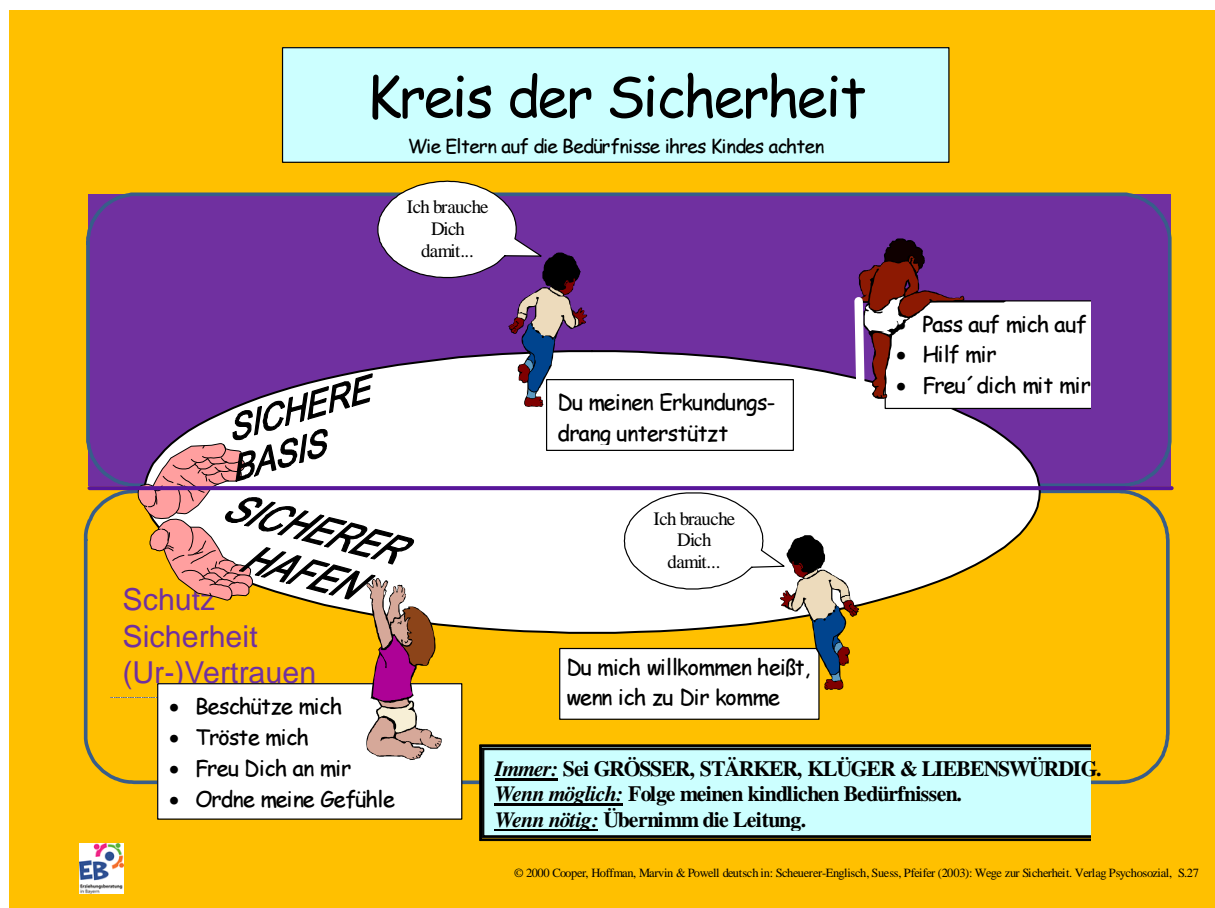 Kreis der Sicherheit
Wie Eltern auf die Bedürfnisse ihres Kindes achten
Ich brauche
Dich
damit...
• Pass auf mich auf
• Hilf mir
• Freu´dich mit mir
Du meinen Erkundungs-
drang unterstützt
SICHERE
BASIS
SICHERER
HAFEN
Ich brauche
Dich
damit...
Schutz
Sicherheit
(Ur-)Vertrauen
Du mich willkommen heißt,
wenn ich zu Dir komme
• Beschütze mich
• Tröste mich
• Freu Dich an mir
• Ordne meine Gefühle
Immer: Sei GRÖSSER, STÄRKER, KLÜGER & LIEBENSWÜRDIG.
Wenn möglich: Folge meinen kindlichen Bedürfnissen.
Wenn nötig: Übernimm die Leitung.
EB
Erziehungsberatung
in Bayern
© 2000 Cooper, Hoffman, Marvin & Powell deutsch in: Scheuerer-Englisch, Suess, Pfeifer (2003): Wege zur Sicherheit. Verlag Psychosozial, S.27